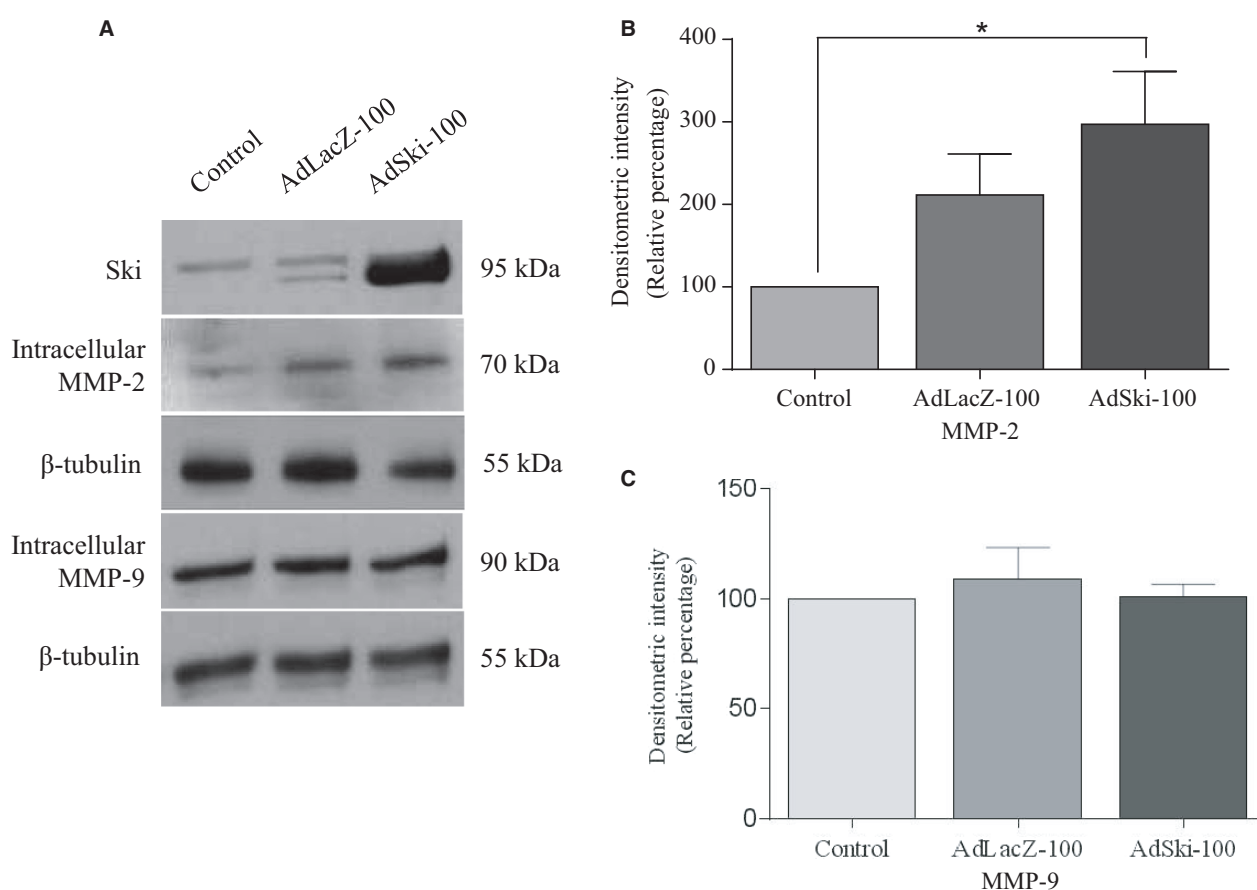 A
Control
AdLacZ-100
AdSki-100
Ski
95 kDa
Intracellular
MMP-2
70 kDa
β-tubulin
55 kDa
Intracellular
MMP-9
90 kDa
β-tubulin
55 kDa
B
Densitometric intensity
(Relative percentage)
400
300
200
100
0
*
Control
AdLacZ-100
AdSki-100
MMP-2
C
Densitometric intensity
(Relative percentage)
150
100
50
0
Control
AdLacZ-100
AdSki-100
MMP-9